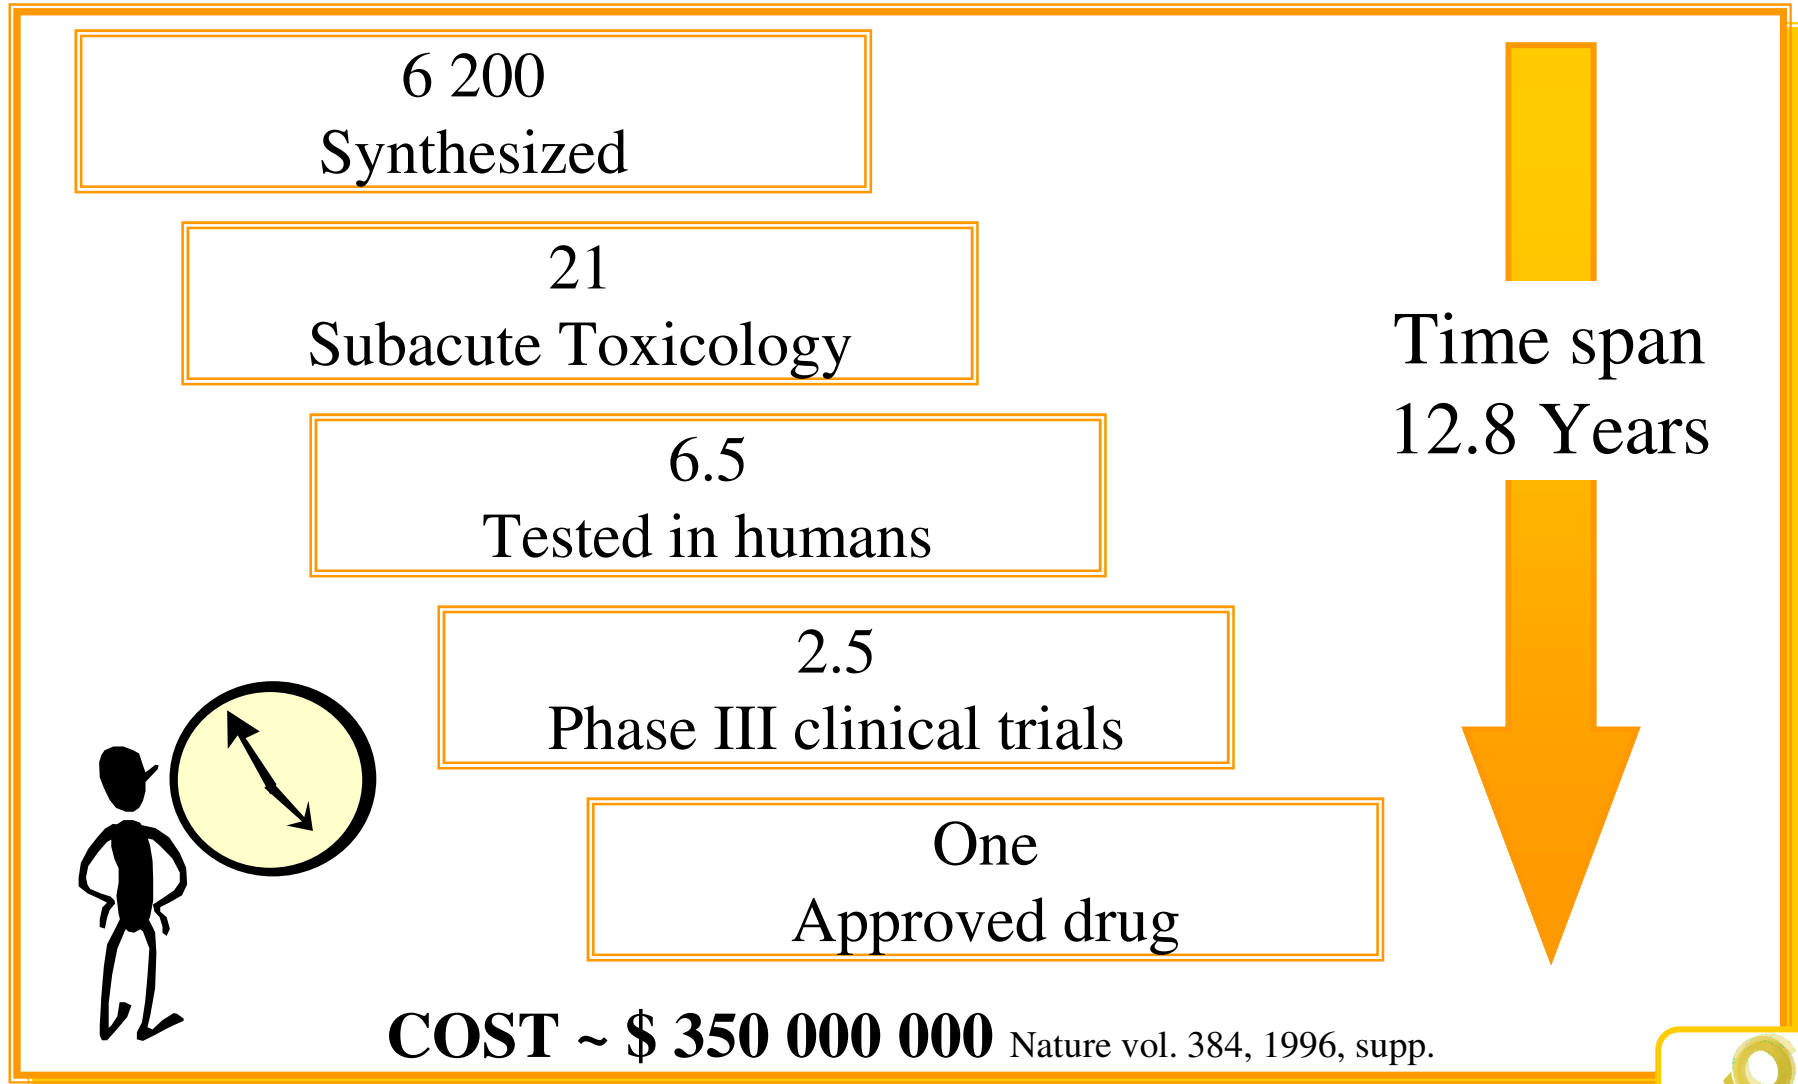 6 200
Synthesized
21
Subacute Toxicology
6.5
Tested in humans
2.5
Phase III clinical trials
One
Approved drug
Time span
12.8 Years
COST ~ $ 350 000 000 Nature vol. 384, 1996, supp.